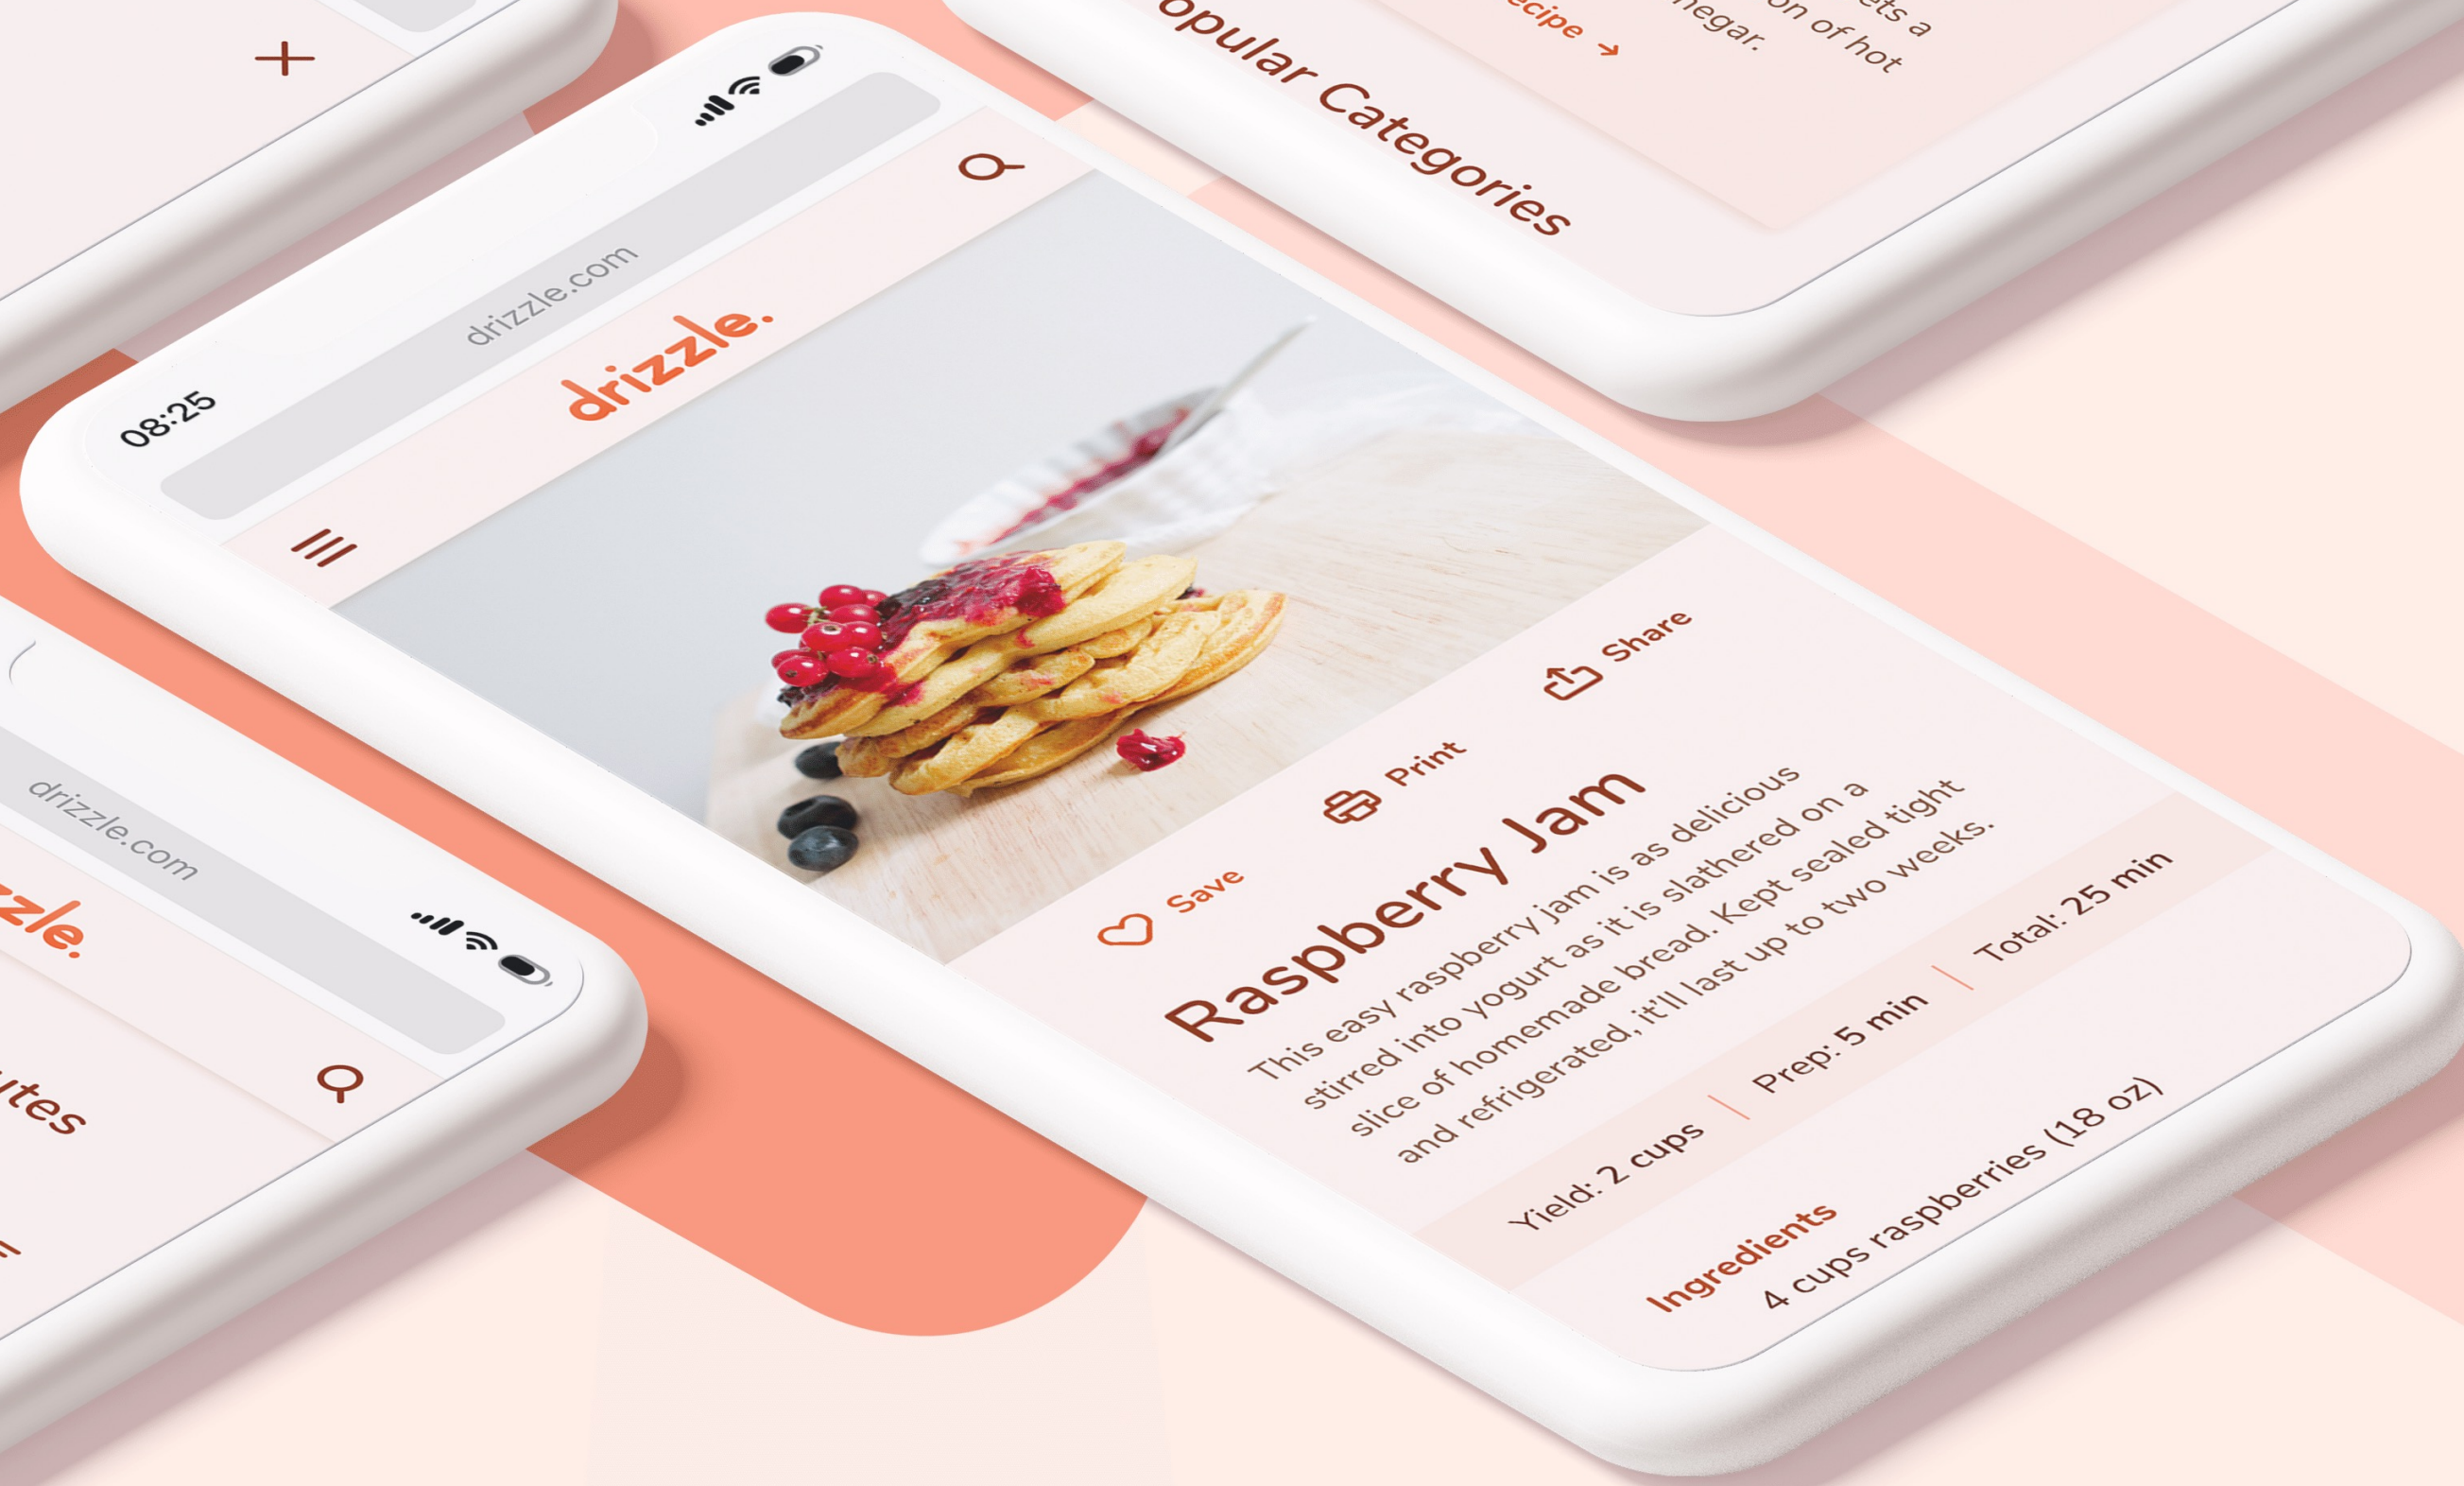 08:25
drizzle.com
drizzle.
Save
Print
Share
Raspberry Jam
This easy raspberry jam is as delicious
stirred into yogurt as it is slathered on a
slice of homemade bread. Kept sealed tight
and refrigerated, it'll last up to two weeks.
Yield: 2 cups | Prep: 5 min | Total: 25 min
Ingredients
4 cups raspberries (18 oz)
ets a
on of hot
negar.
ecipe →
opular Categories
drizzle.com
zzle.
utes